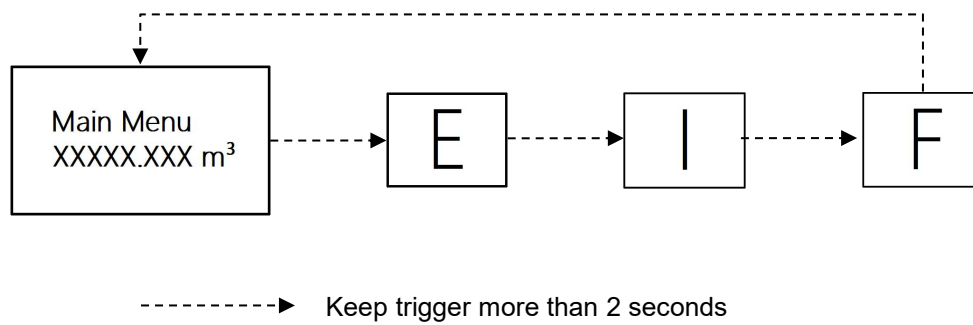 Main Menu
XXXXX.XXX m³
E
I
F
Keep trigger more than 2 seconds